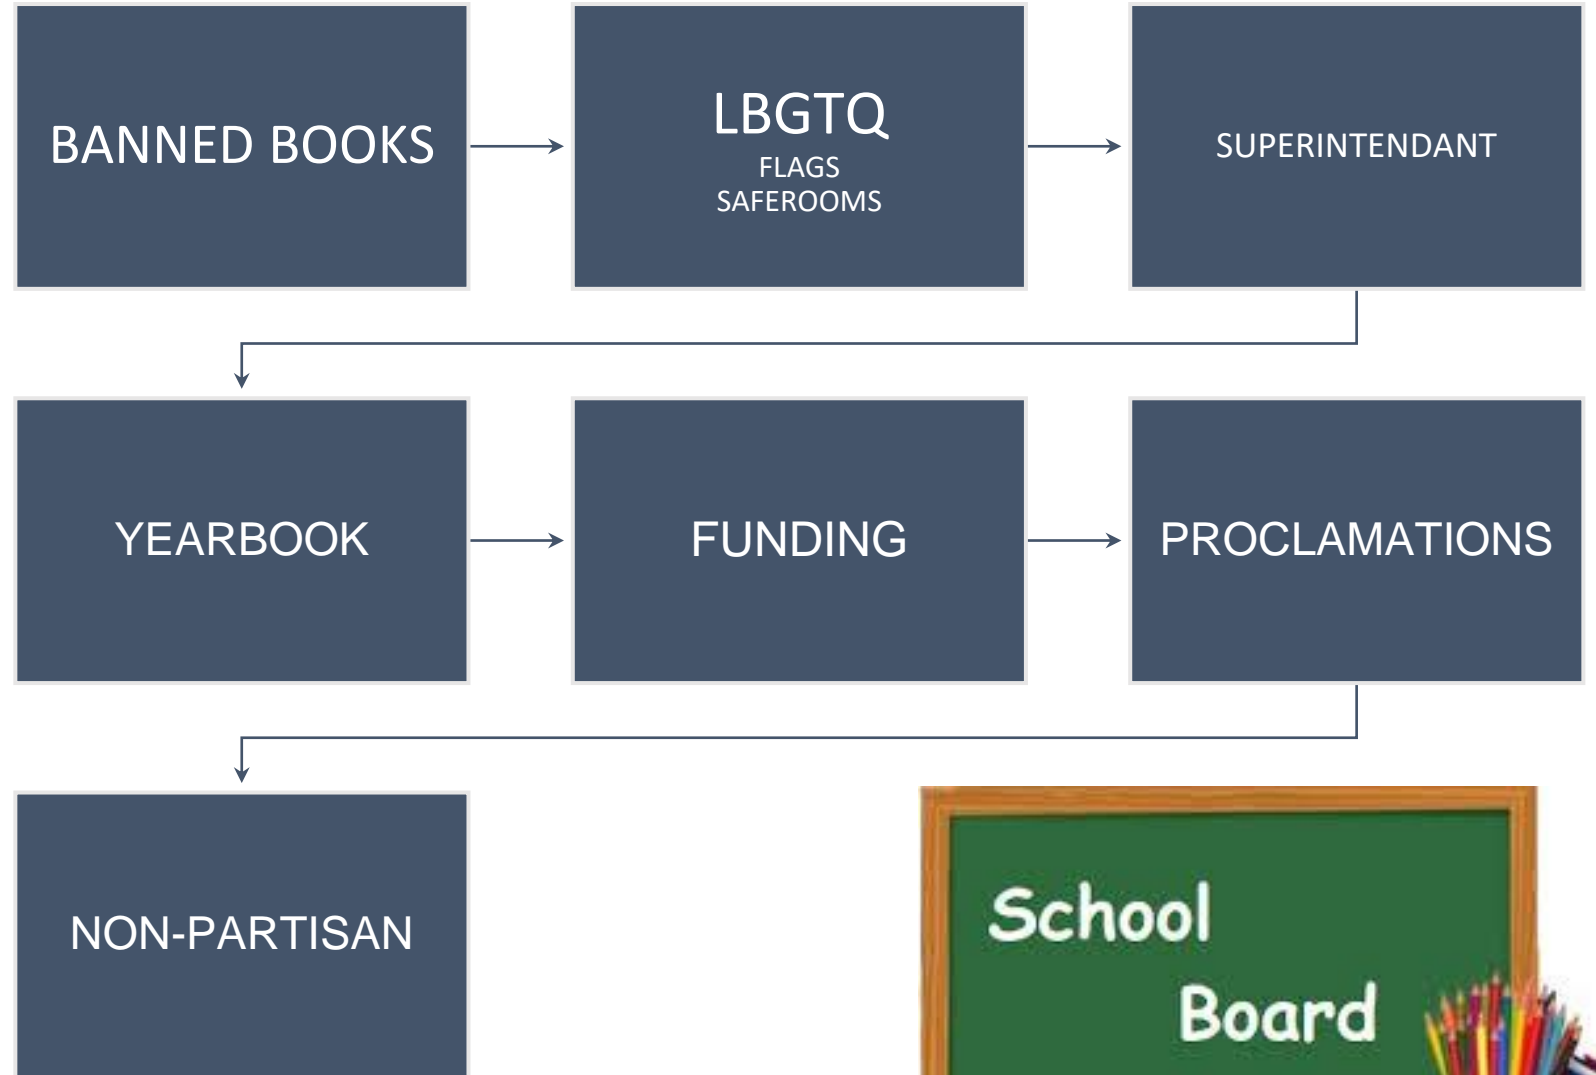 BANNED BOOKS
LBGTQ
FLAGS
SAFEROOMS
SUPERINTENDANT
YEARBOOK
FUNDING
PROCLAMATIONS
NON-PARTISAN
School
Board